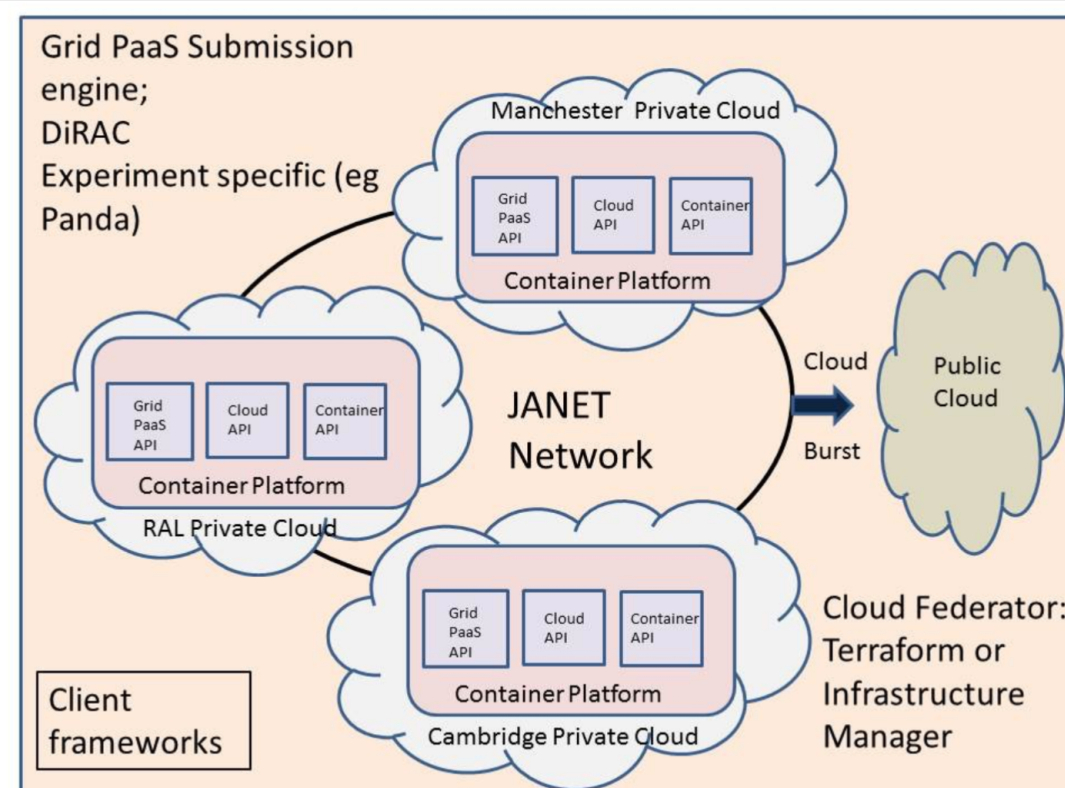 Grid PaaS Submission
engine;
DiRAC
Experiment specific (eg
Panda)
Manchester Private Cloud
Grid
PaaS
API
Cloud
API
Container
API
Container Platform
Grid
PaaS
API
Cloud
API
Container
API
Container Platform
RAL Private Cloud
JANET
Network
Cloud
Burst
Public
Cloud
Grid
PaaS
API
Cloud
API
Container
API
Container Platform
Cambridge Private Cloud
Client
frameworks
Cloud Federator:
Terraform or
Infrastructure
Manager